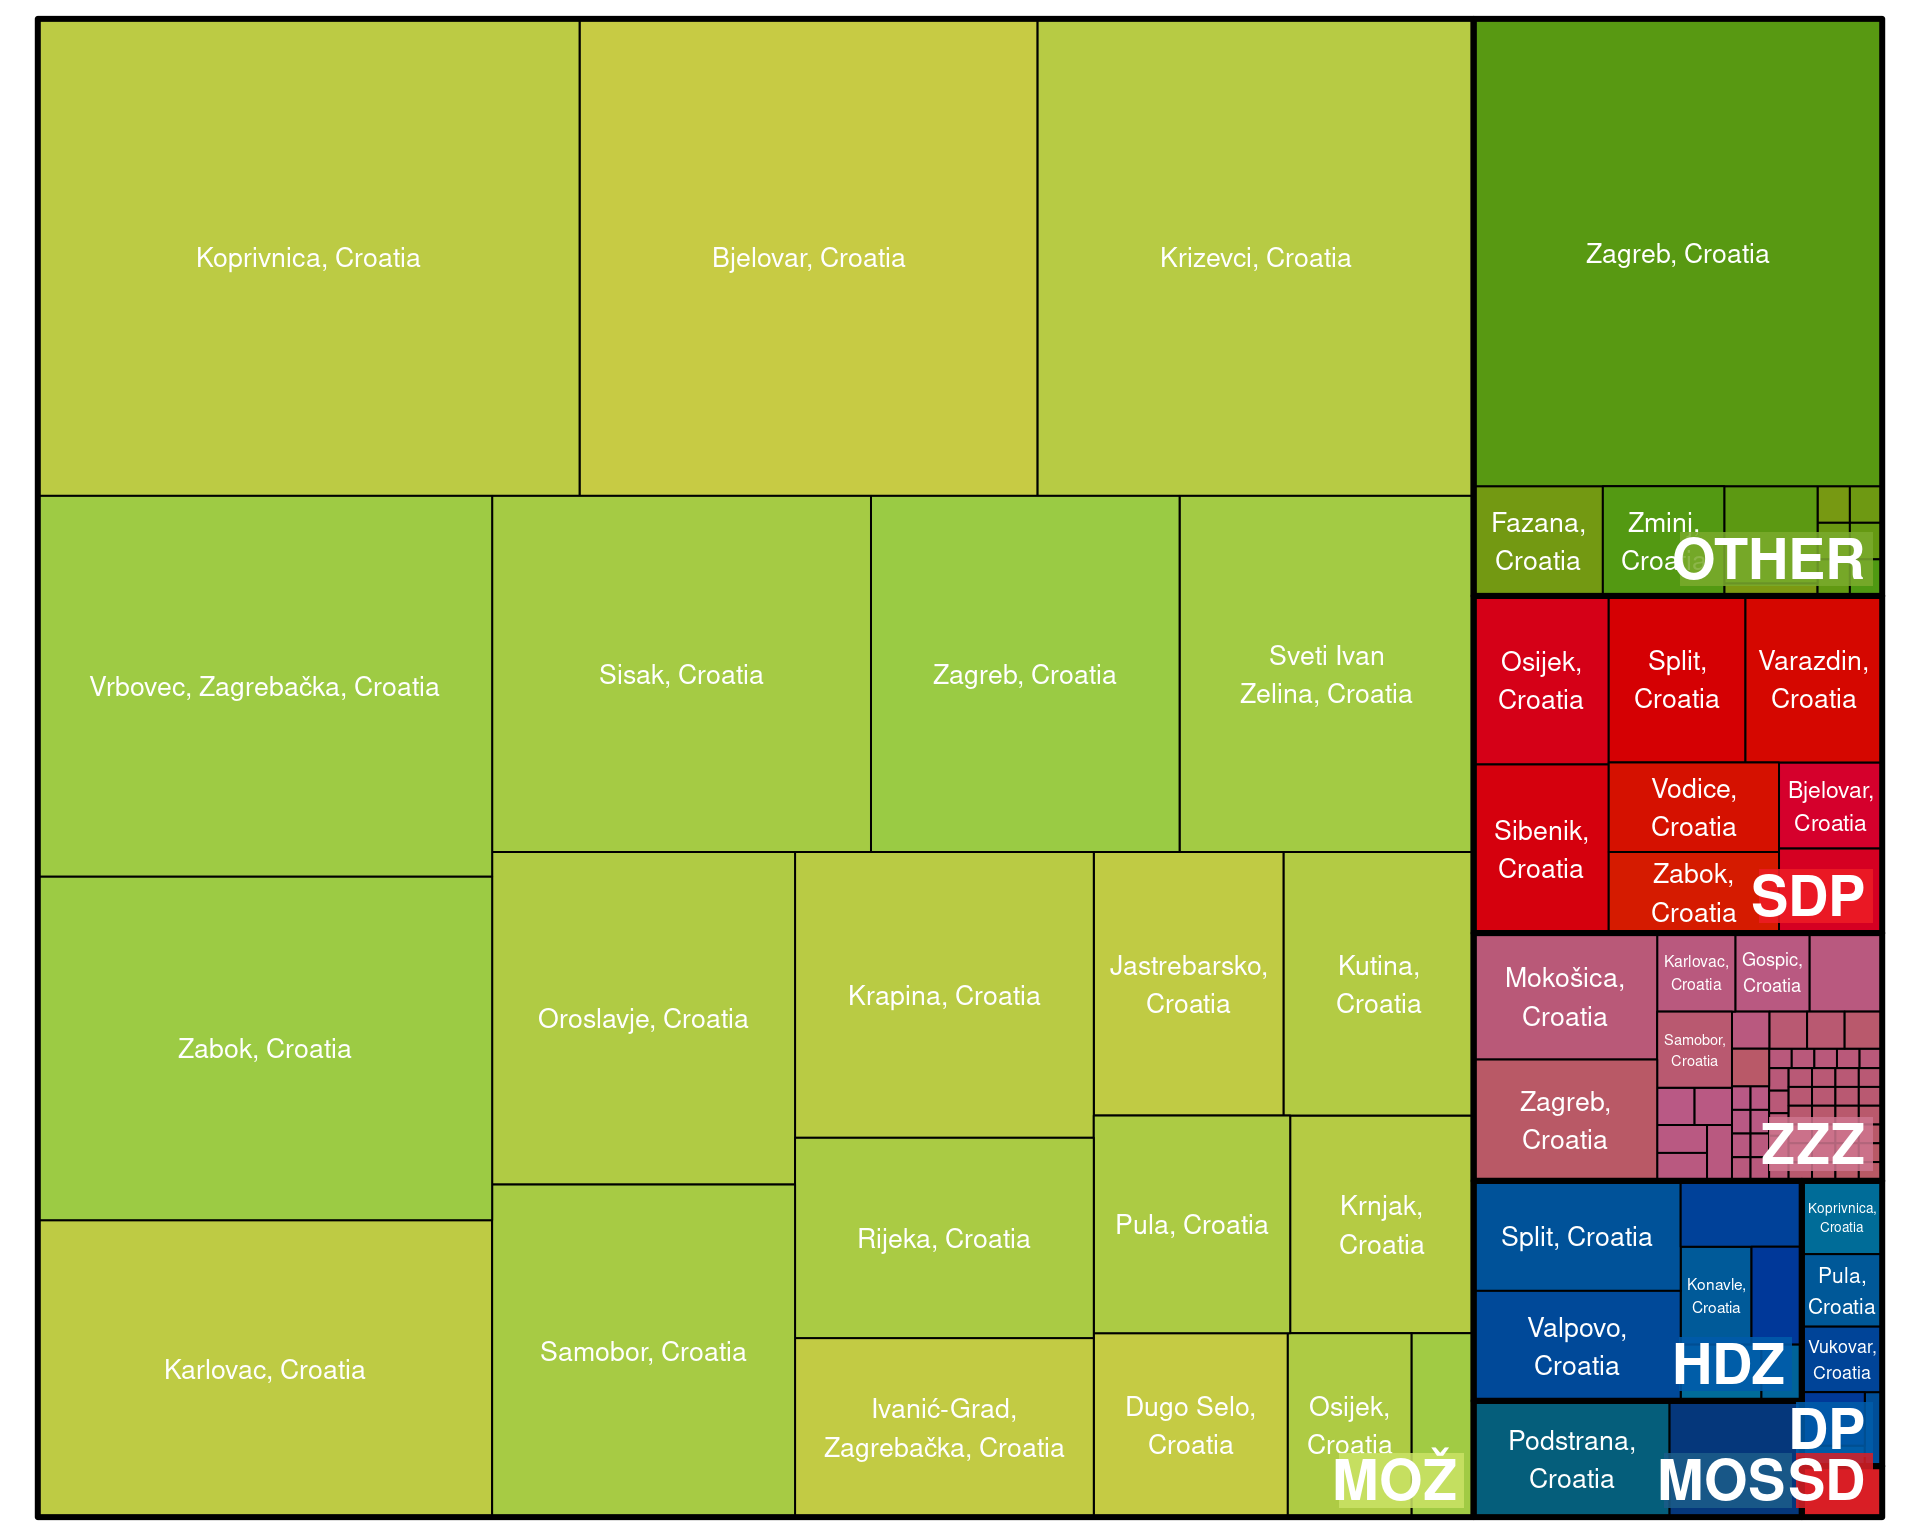 Koprivnica, Croatia
Bjelovar, Croatia
Krizevci, Croatia
Vrbovec, Zagrebačka, Croatia
Sisak, Croatia
Zagreb, Croatia
Sveti Ivan
Zelina, Croatia
Zabok, Croatia
Karlovac, Croatia
Oroslavje, Croatia
Samobor, Croatia
Krapina, Croatia
Rijeka, Croatia
Ivanić-Grad,
Zagrebačka, Croatia
Jastrebarsko,
Croatia
Kutina,
Croatia
Pula, Croatia
Krnjak,
Croatia
Dugo Selo,
Croatia
Osijek,
Croatia
MOŽ
Zagreb, Croatia
Fazana,
Croatia
Zmini,
Croatia
OTHER
Osijek,
Croatia
Split,
Croatia
Varazdin,
Croatia
Sibenik,
Croatia
Vodice,
Croatia
Bjelovar,
Croatia
Zabok,
Croatia
SDP
Mokošica,
Croatia
Karlovac,
Croatia
Gospic,
Croatia
Samobor,
Croatia
Zagreb,
Croatia
ZZZ
Split, Croatia
Konavle,
Croatia
Valpovo,
Croatia
HDZ
Koprivnica,
Croatia
Pula,
Croatia
Vukovar,
Croatia
DP
Podstrana,
Croatia
MOS
SD